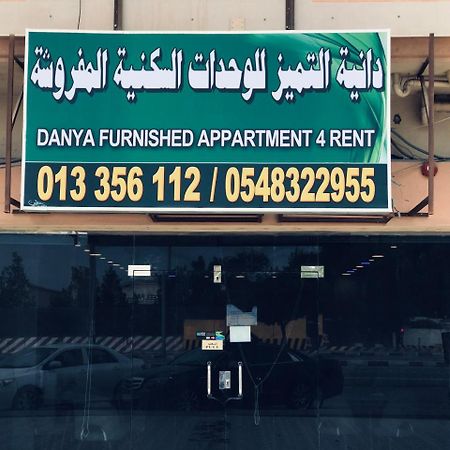 دانية التميز للوحدات السكنية المفروشة
DANYA FURNISHED APPARTMENT 4 RENT
013 356 112 / 0548322955